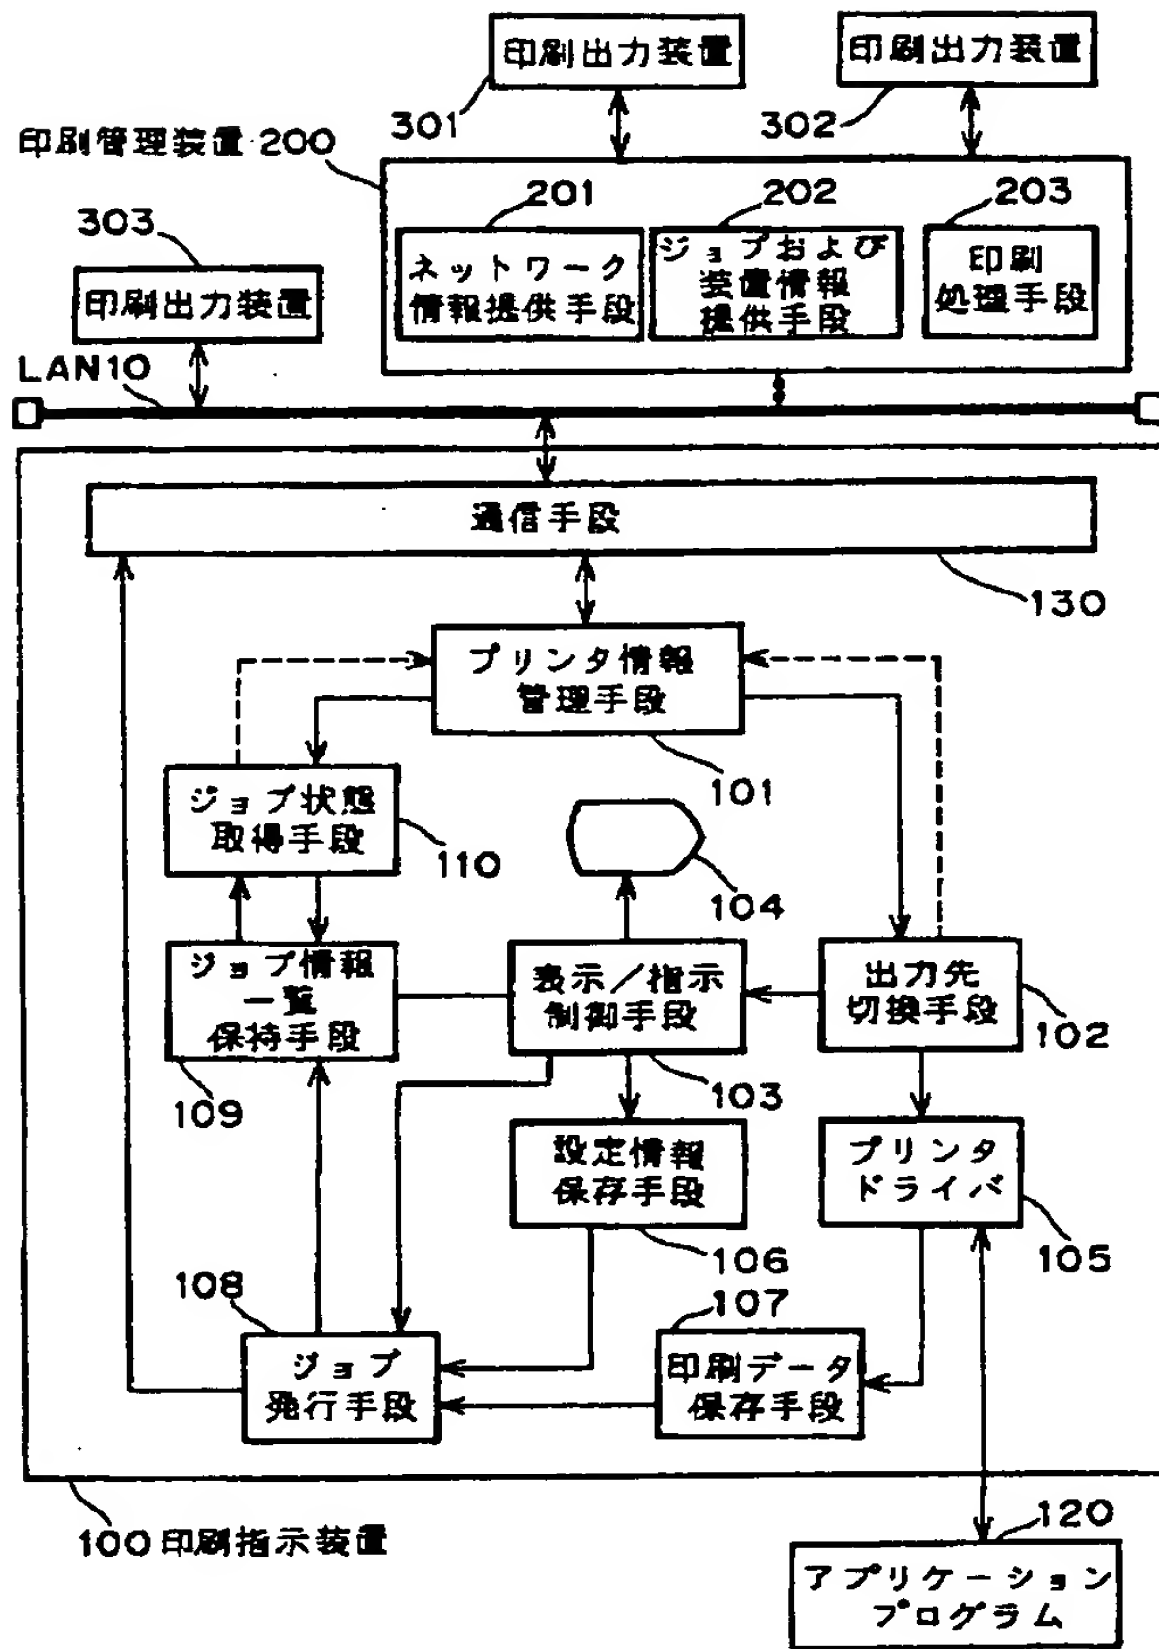 印刷出力装置
印刷出力装置
301
302
印刷管理装置 200
201
202
203
303
ネットワーク
情報提供手段
ジョブおよび
装置情報
提供手段
印刷
処理手段
印刷出力装置
LAN10
通信手段
130
プリンタ情報
管理手段
101
ジョブ状態
取得手段
110
104
ジョブ情報
一覧
保持手段
109
表示/指示
制御手段
103
出力先
切換手段
102
設定情報
保存手段
106
プリンタ
ドライバ
105
108
107
ジョブ
発行手段
印刷データ
保存手段
100 印刷指示装置
120
アプリケーション
プログラム